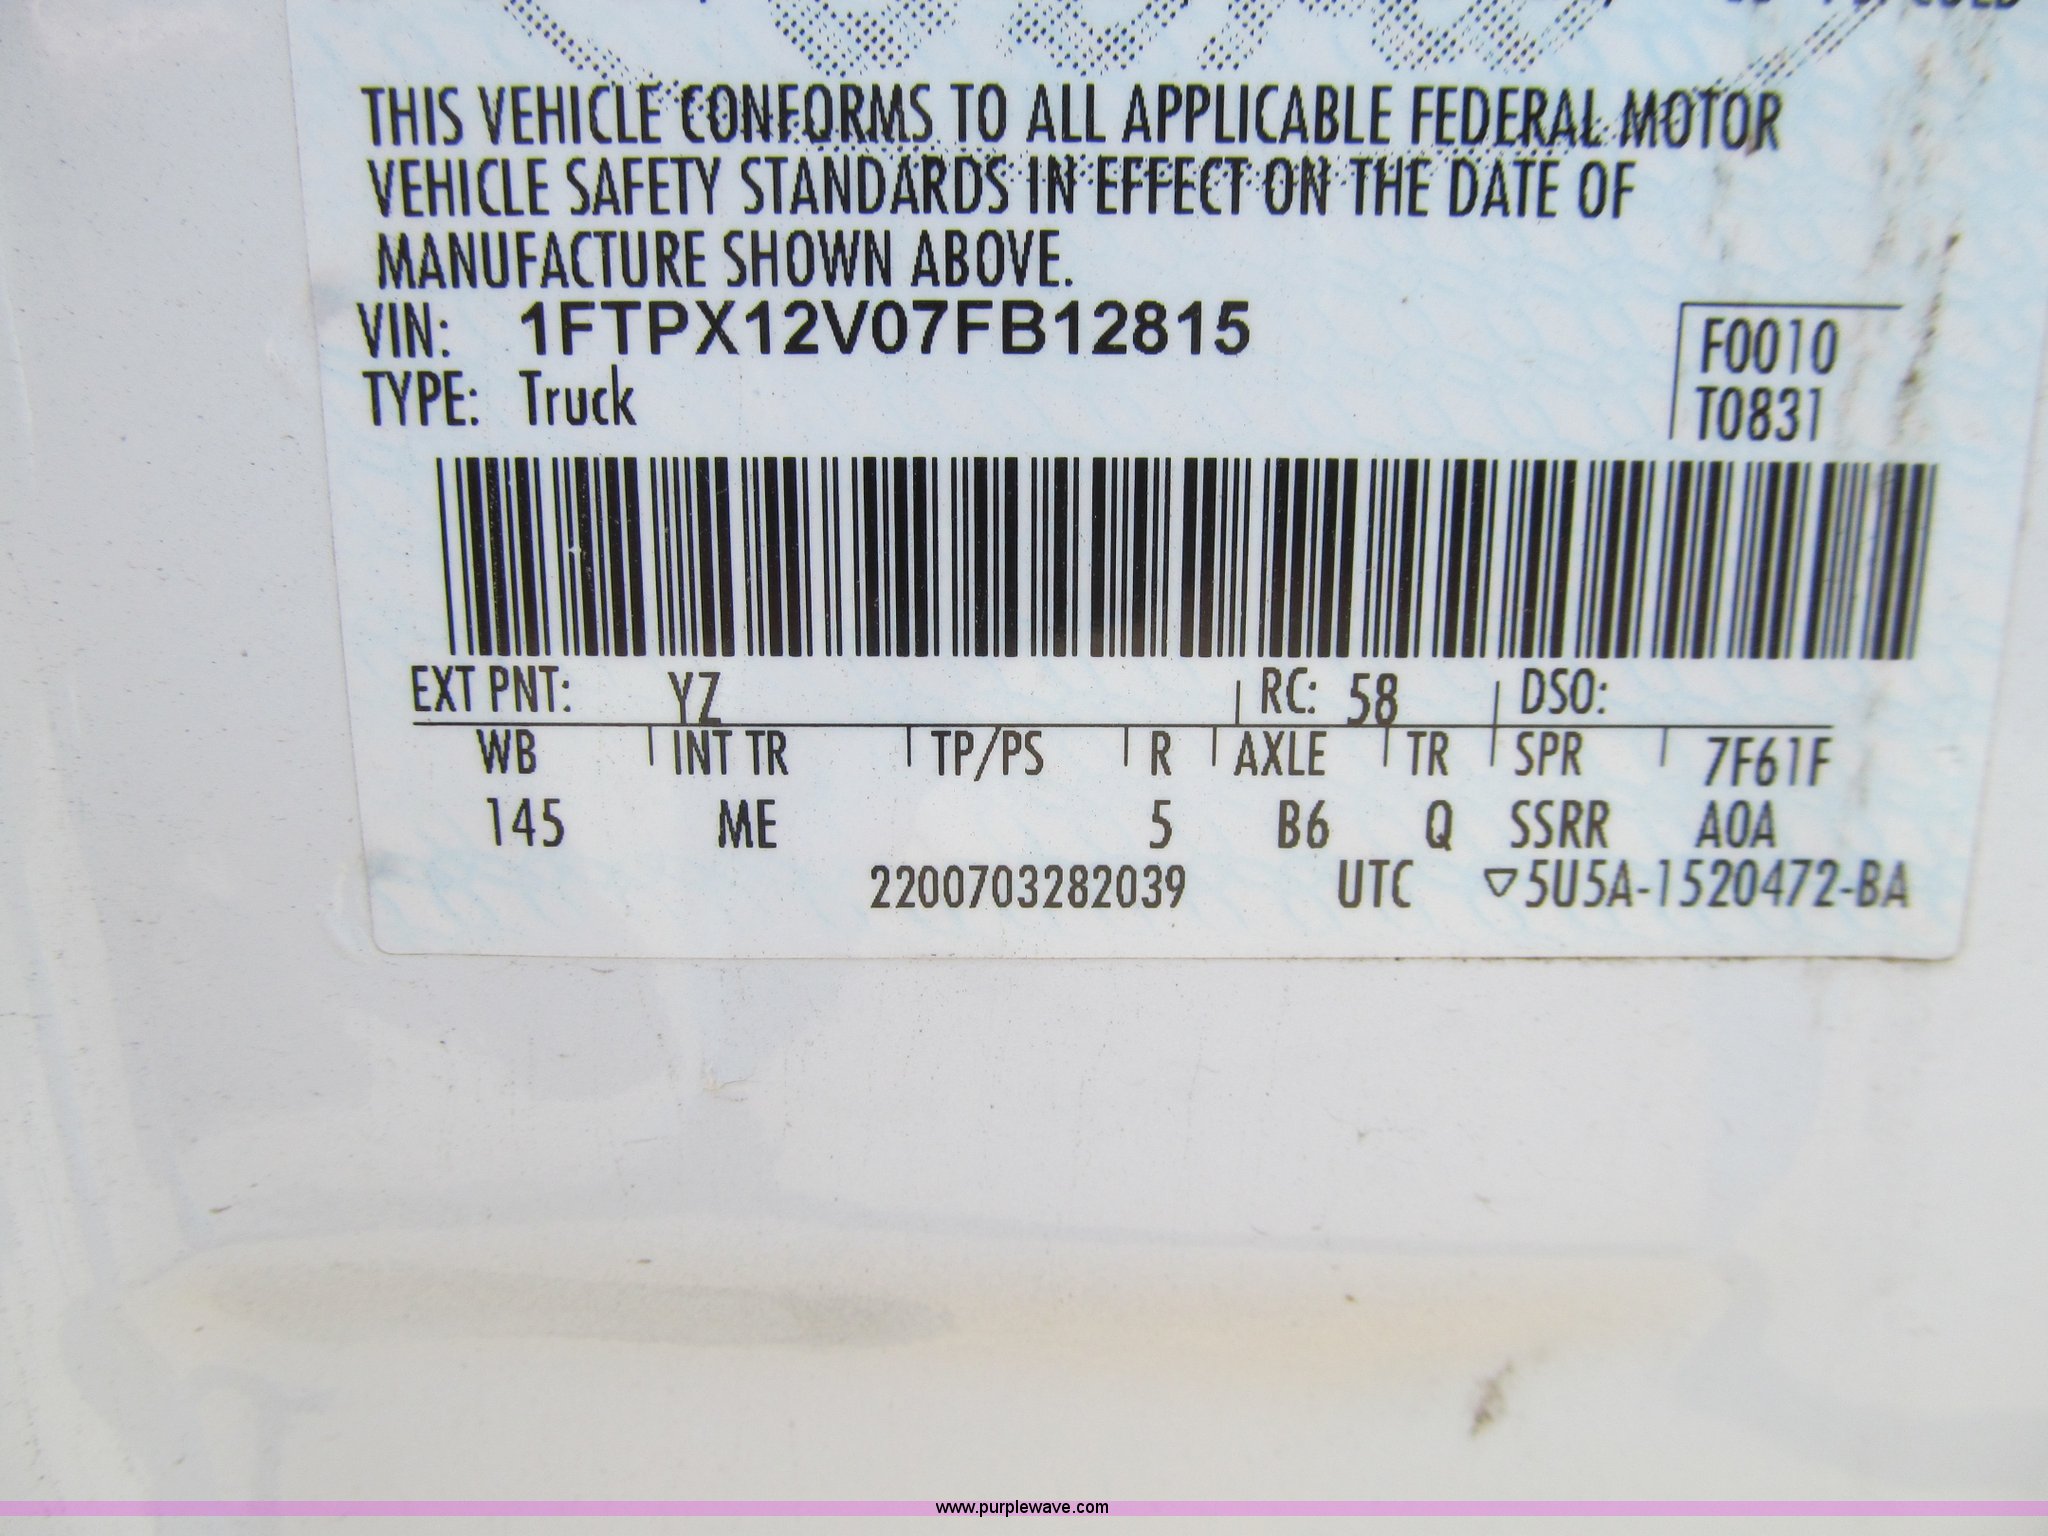 THIS VEHICLE CONFORMS TO ALL APPLICABLE FEDERAL MOTOR
VEHICLE SAFETY STANDARDS IN EFFECT ON THE DATE OF
MANUFACTURE SHOWN ABOVE.
VIN: 1FTPX12V07FB12815
F0010
TYPE: Truck
T0831
EXT PNT: YZ RC: 58 DSO:
WB INT TR TP/PS R AXLE TR SPR 7F61F
145 ME 5 B6 Q SSRR A0A
2200703282039 UTC ▽5U5A-1520472-BA
www.purplewave.com